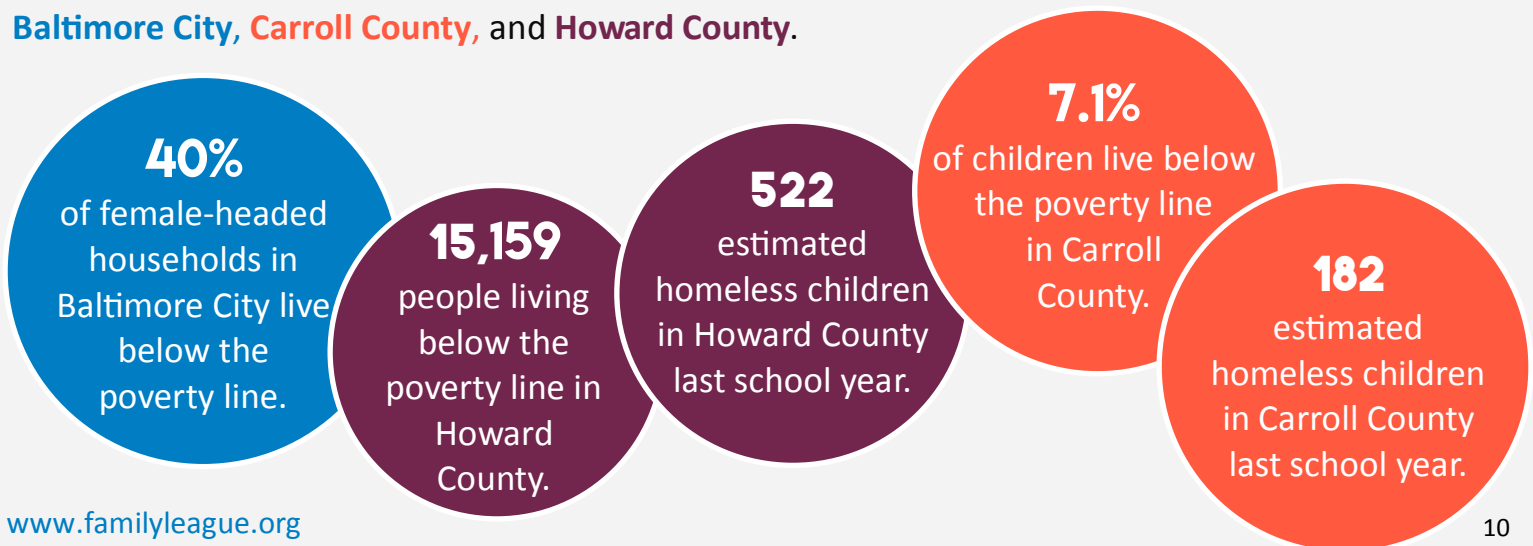 Baltimore City, Carroll County, and Howard County.
40%
of female-headed
households in
Baltimore City live
below the
poverty line.
15,159
people living
below the
poverty line in
Howard
County.
522
estimated
homeless children
in Howard County
last school year.
7.1%
of children live below
the poverty line
in Carroll
County.
182
estimated
homeless children
in Carroll County
last school year.
www.familyleague.org
10